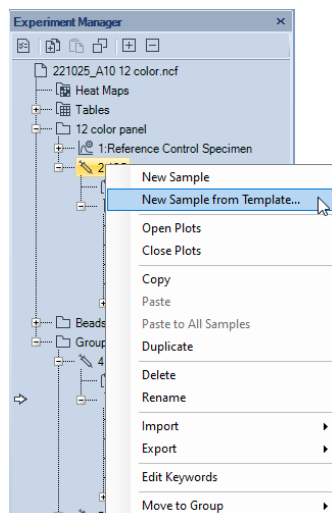 Experiment Manager
221025_A10 12 color.ncf
Heat Maps
Tables
12 color panel
1:Reference Control Specimen
New Sample
New Sample from Template...
Open Plots
Close Plots
Copy
Paste
Paste to All Samples
Beads
Duplicate
Group
4
Delete
Rename
Import
Export
Edit Keywords
Move to Group